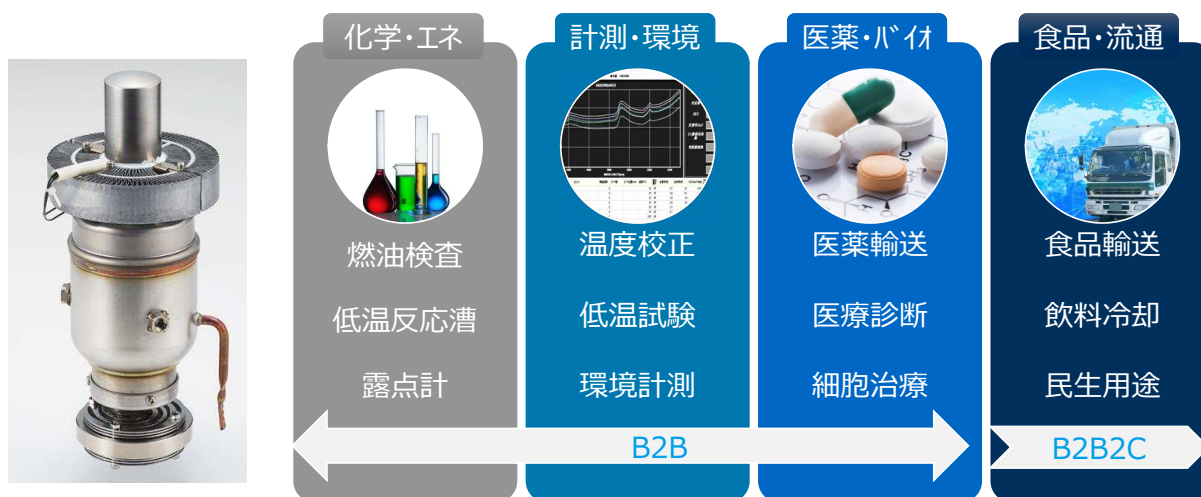 化学・エネ
計測・環境
医薬・バイオ
食品・流通
燃油検査
温度校正
医薬輸送
食品輸送
低温反応漕
低温試験
医療診断
飲料冷却
露点計
環境計測
細胞治療
民生用途
B2B
B2B2C